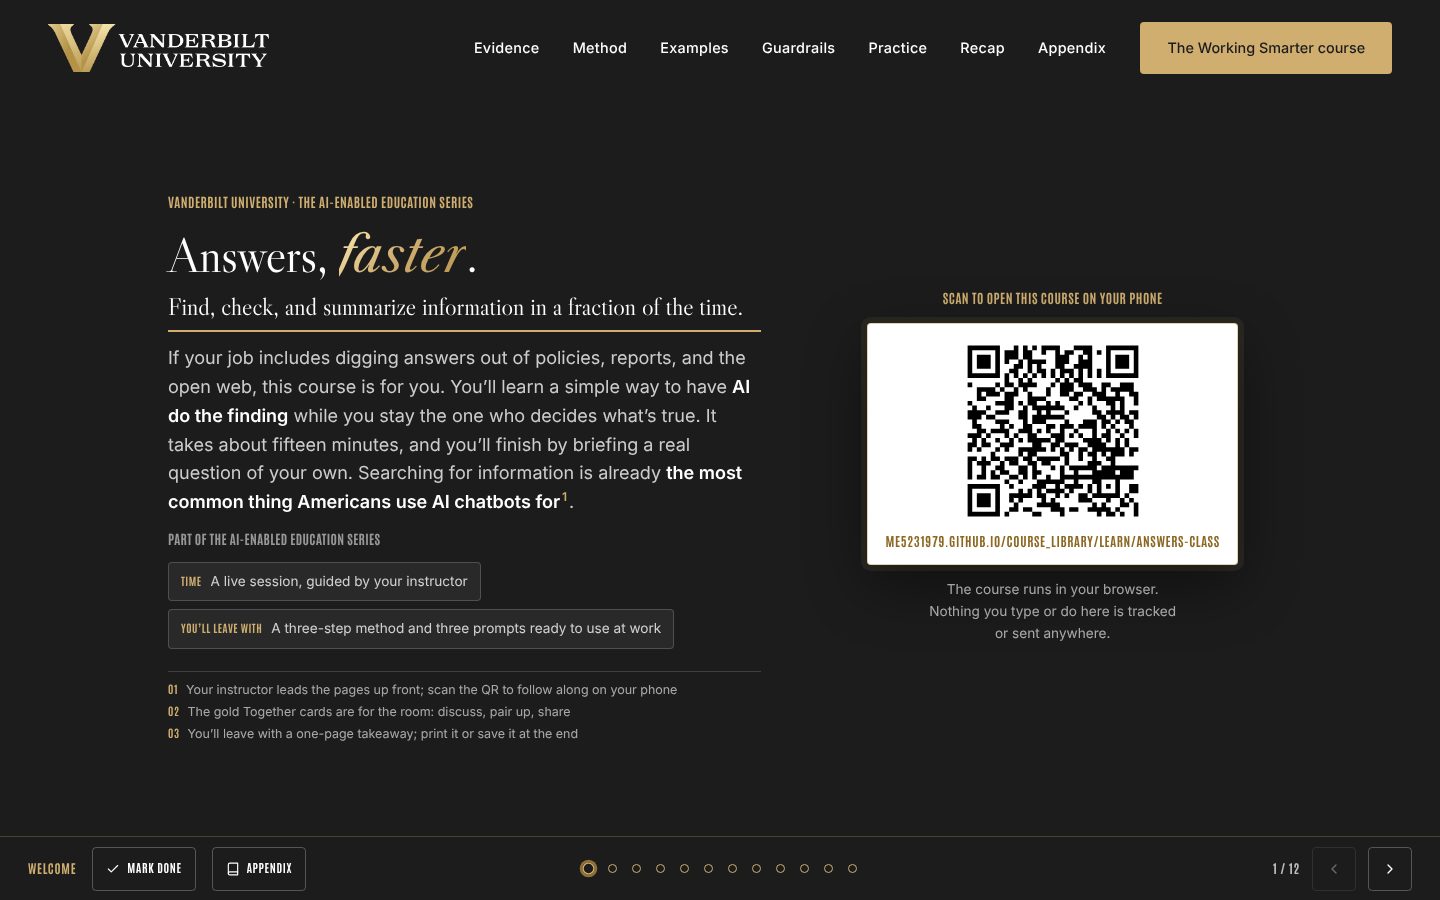 VANDERBILT
UNIVERSITY
Evidence
Method
Examples
Guardrails
Practice
Recap
Appendix
The Working Smarter course
VANDERBILT UNIVERSITY · THE AI-ENABLED EDUCATION SERIES
Answers, faster.
Find, check, and summarize information in a fraction of the time.
If your job includes digging answers out of policies, reports, and the
open web, this course is for you. You’ll learn a simple way to have AI
do the finding while you stay the one who decides what’s true. It
takes about fifteen minutes, and you’ll finish by briefing a real
question of your own. Searching for information is already the most
common thing Americans use AI chatbots for1.
PART OF THE AI-ENABLED EDUCATION SERIES
TIME A live session, guided by your instructor
YOU’LL LEAVE WITH A three-step method and three prompts ready to use at work
01 Your instructor leads the pages up front; scan the QR to follow along on your phone
02 The gold Together cards are for the room: discuss, pair up, share
03 You’ll leave with a one-page takeaway; print it or save it at the end
SCAN TO OPEN THIS COURSE ON YOUR PHONE
ME5231979.GITHUB.IO/COURSE_LIBRARY/LEARN/ANSWERS-CLASS
The course runs in your browser.
Nothing you type or do here is tracked
or sent anywhere.
WELCOME
MARK DONE
APPENDIX
1 / 12